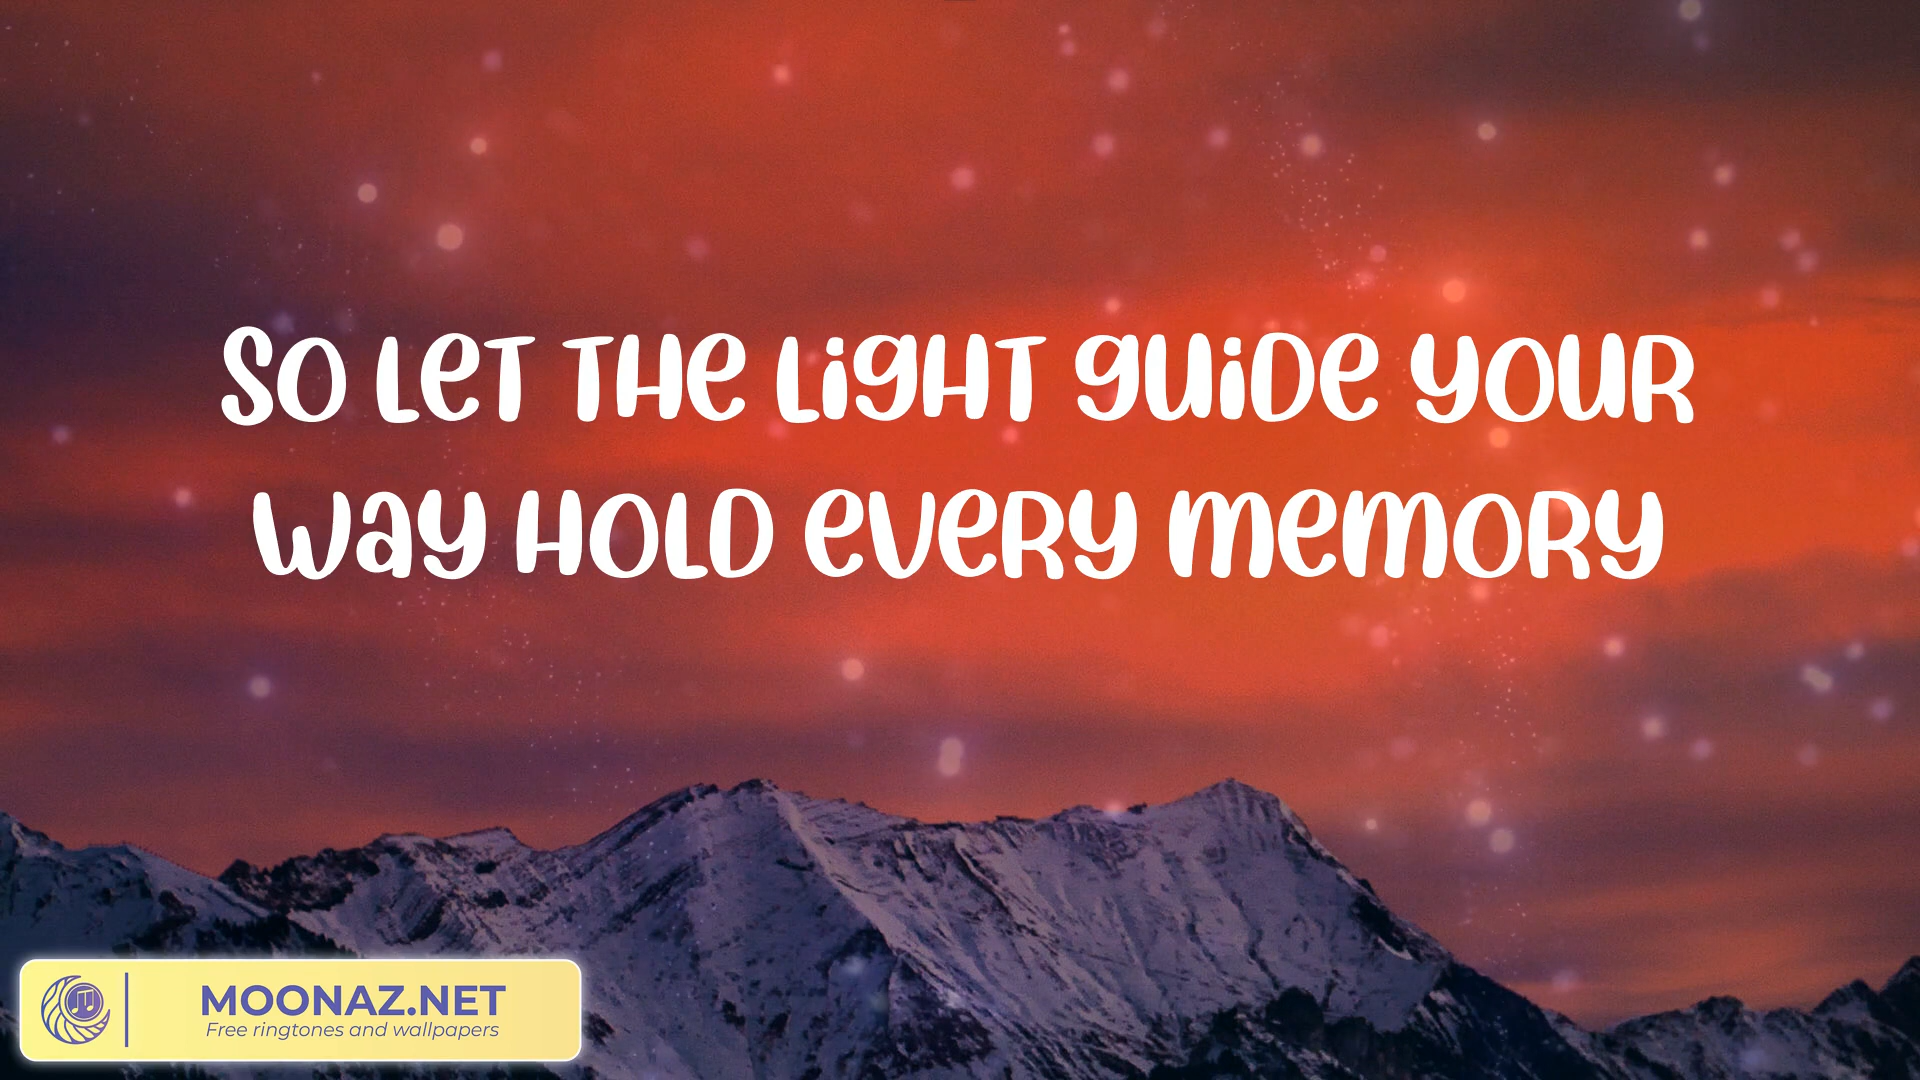 So Let The Light guide your
way Hold every memory
MOONAZ.NET
Free ringtones and wallpapers